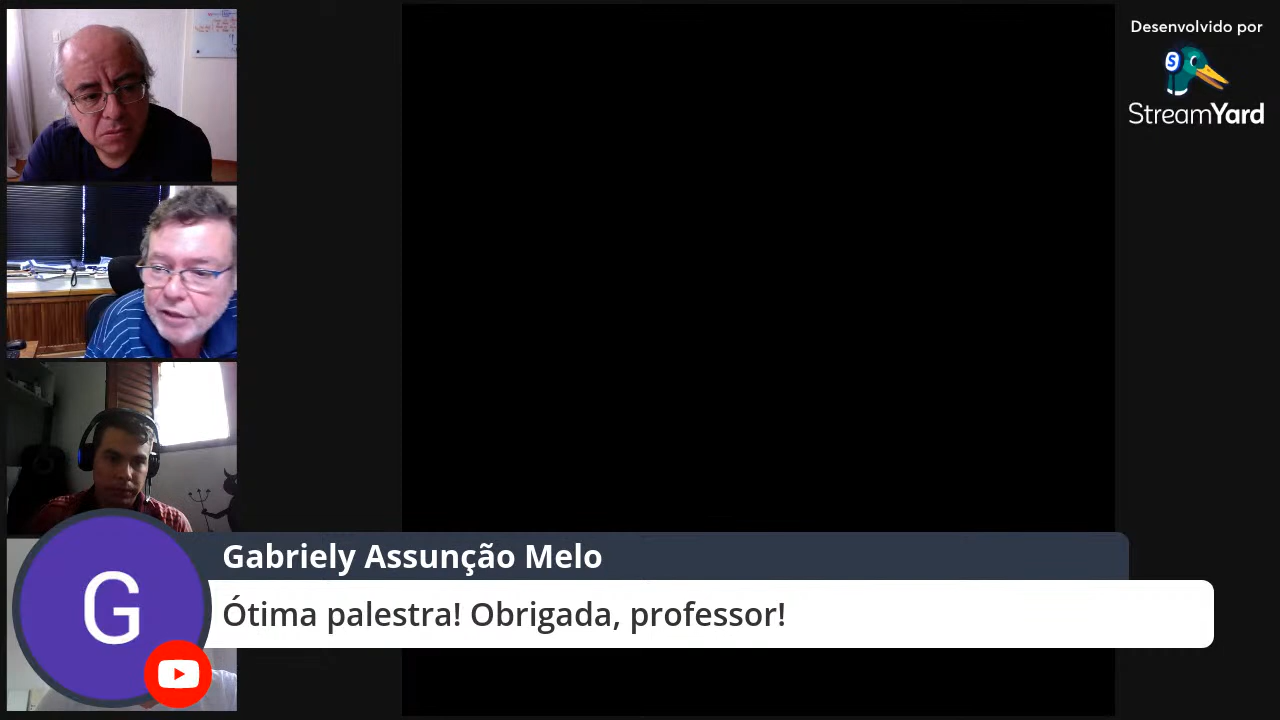 Desenvolvido por
StreamYard
Gabriely Assunção Melo
Ótima palestra! Obrigada, professor!